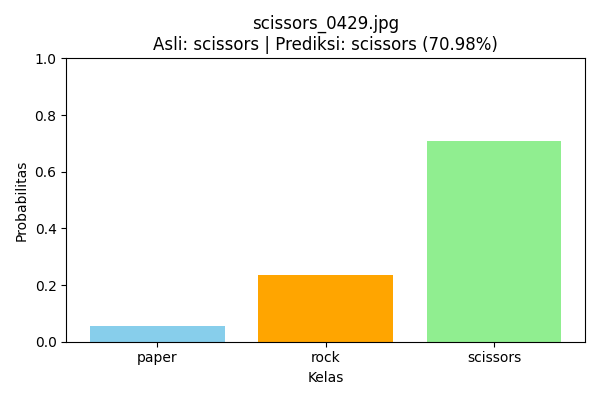 scissors_0429.jpg
Asli: scissors | Prediksi: scissors (70.98%)
1.0
0.8
0.6
0.4
0.2
0.0
Probabilitas
paper
rock
scissors
Kelas